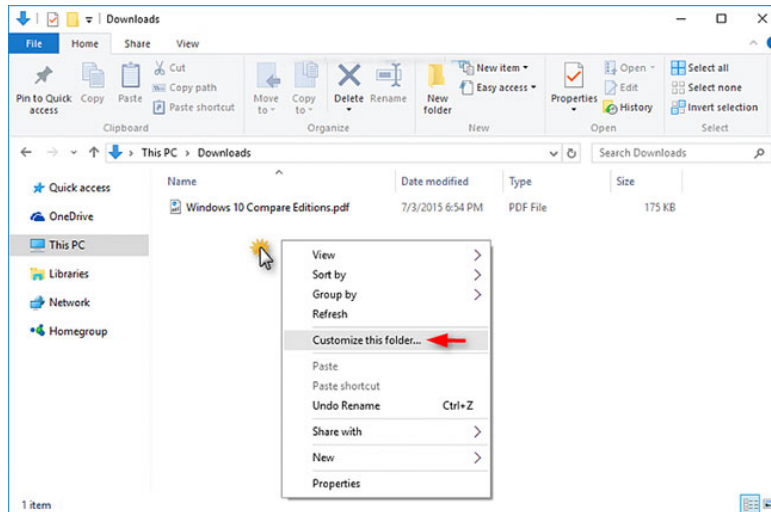 Downloads
File Home Share View
Pin to Quick access
Copy
Paste
Cut
Copy path
Paste shortcut
Clipboard
Move to
Copy to
Delete
Rename
Organize
New folder
New item
Easy access
New
Properties
Open
Edit
History
Open
Select all
Select none
Invert selection
Select
This PC > Downloads
Search Downloads
Quick access
OneDrive
This PC
Libraries
Network
Homegroup
Name Date modified Type Size
Windows 10 Compare Editions.pdf 7/3/2015 6:54 PM PDF File 175 KB
View
Sort by
Group by
Refresh
Customize this folder...
Paste
Paste shortcut
Undo Rename Ctrl+Z
Share with
New
Properties
1 item